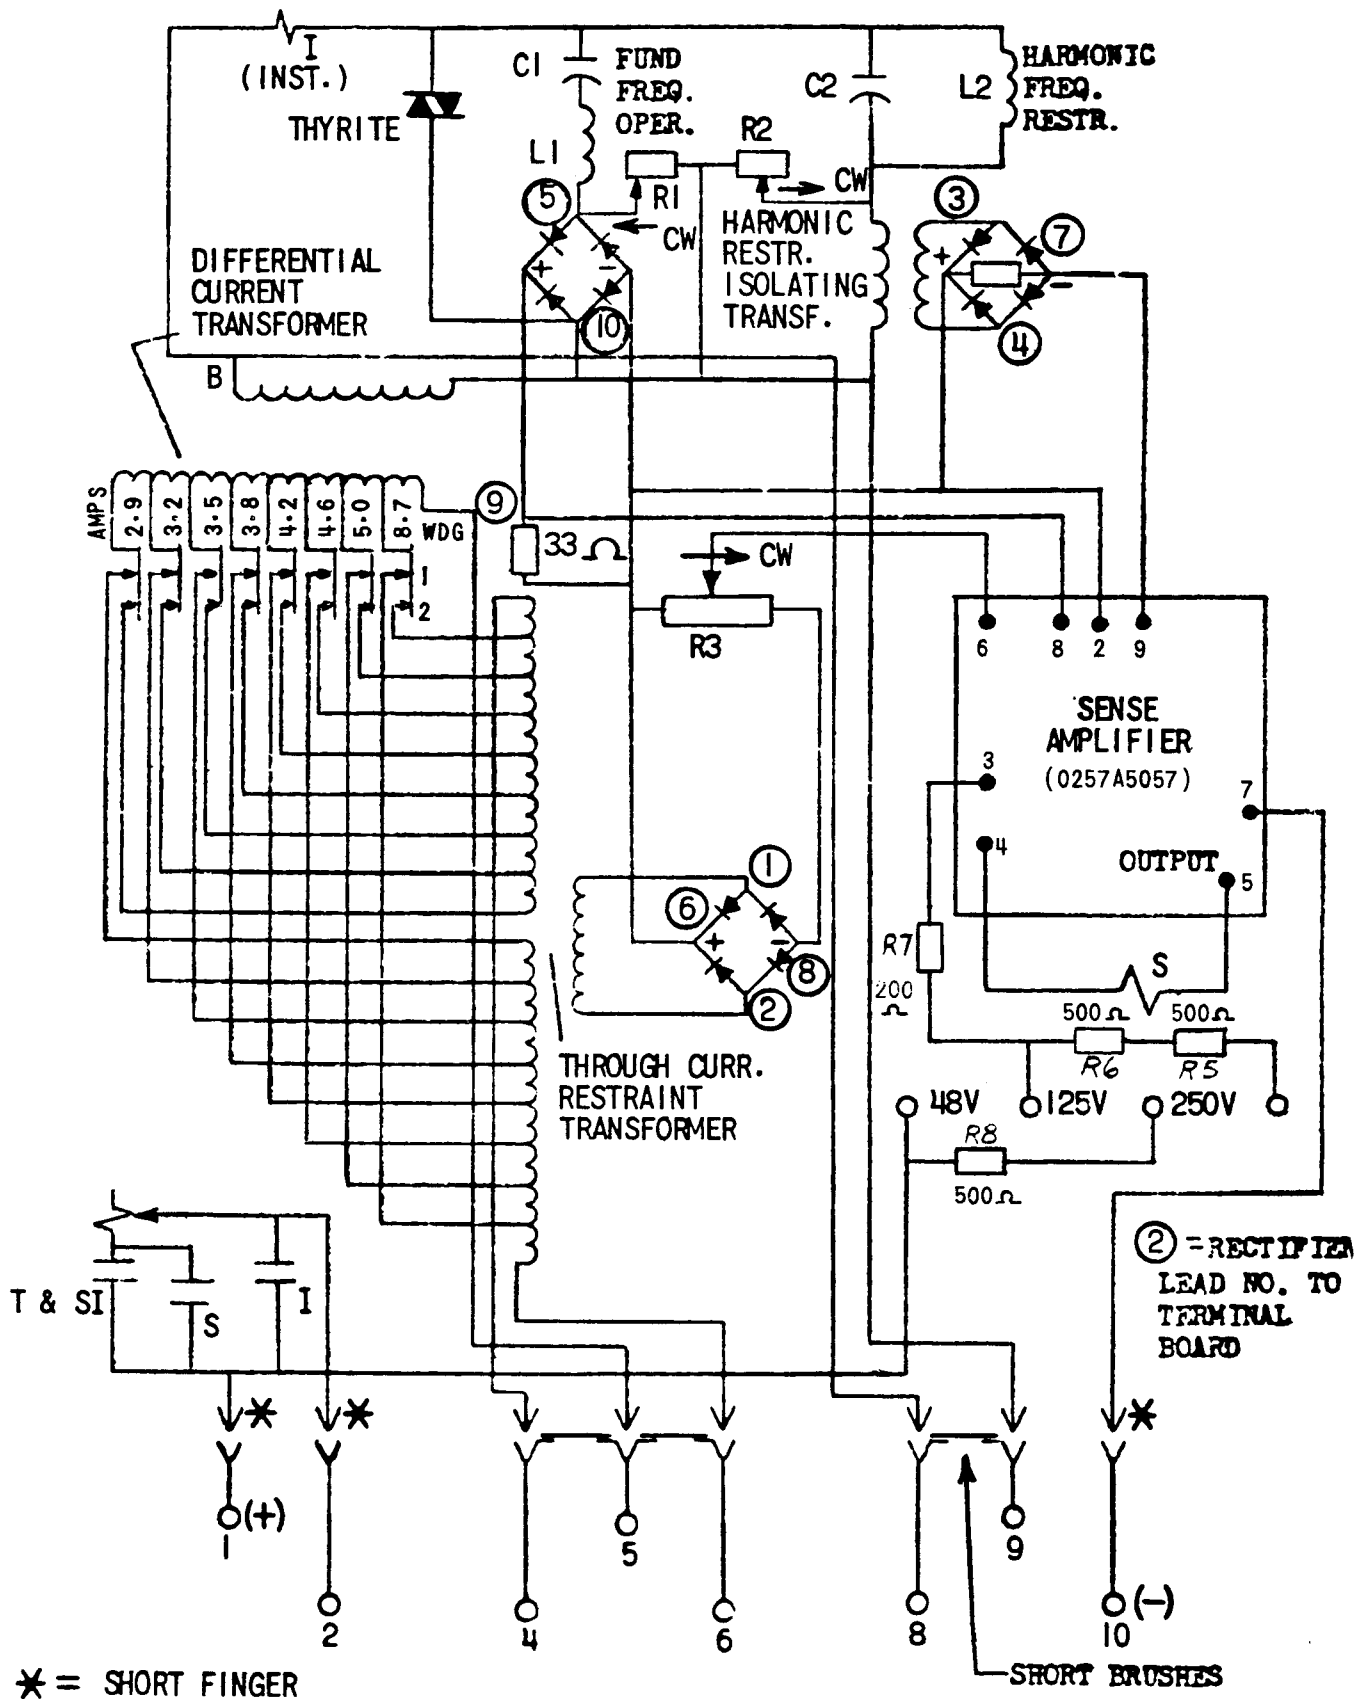 I
(INST.)
THYRITE
C1
FUND
FREQ.
OPER.
L1
R1
CW
R2
CW
C2
L2
HARMONIC
FREQ.
RESTR.
5
10
3
7
4
+
-
+
-
HARMONIC
RESTR.
ISOLATING
TRANSF.
DIFFERENTIAL
CURRENT
TRANSFORMER
B
AMPS
2.9
3.2
3.5
3.8
4.2
4.6
5.0
8.7
WDG
1
2
9
33 Ω
CW
R3
6
8
2
9
SENSE
AMPLIFIER
(0257A5057)
3
4
7
OUTPUT
5
1
6
+
-
8
2
R7
200
Ω
S
500Ω
500Ω
R6
R5
48V
125V
250V
R8
500Ω
THROUGH CURR.
RESTRAINT
TRANSFORMER
T & SI
S
I
2 = RECTIFIER
LEAD NO. TO
TERMINAL
BOARD
*
*
*
(+)
1
2
4
5
6
8
9
10
(-)
SHORT BRUSHES
* = SHORT FINGER